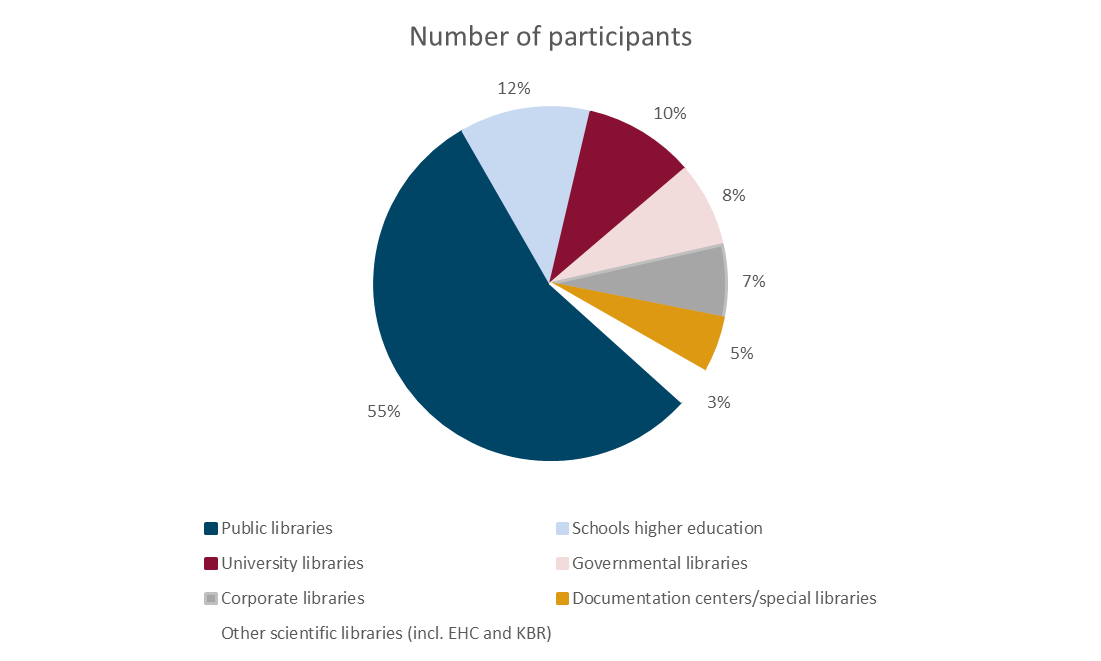 Number of participants
12%
10%
8%
7%
5%
3%
55%
Public libraries
Schools higher education
University libraries
Governmental libraries
Corporate libraries
Documentation centers/special libraries
Other scientific libraries (incl. EHC and KBR)